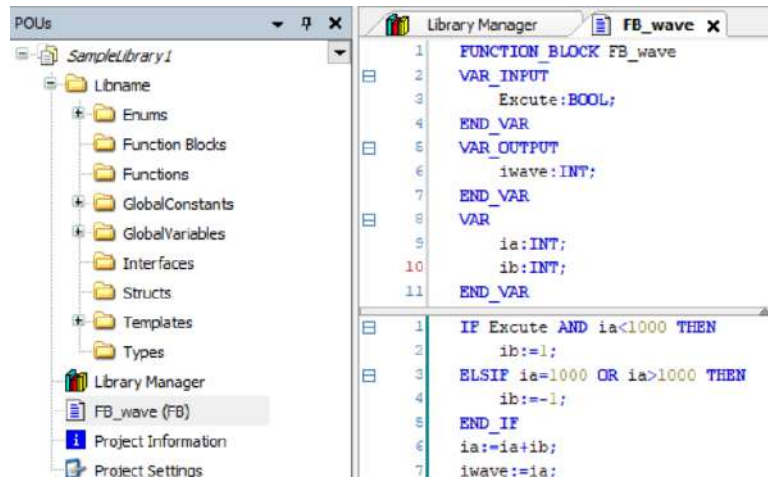 POUs
SampleLibrary1
Libname
Enums
Function Blocks
Functions
GlobalConstants
GlobalVariables
Interfaces
Structs
Templates
Types
Library Manager
FB_wave (FB)
Project Information
Project Settings
Library Manager
FB_wave
1 FUNCTION_BLOCK FB_wave
2 VAR_INPUT
3 Excute:BOOL;
4 END_VAR
5 VAR_OUTPUT
6 iwave:INT;
7 END_VAR
8 VAR
9 ia:INT;
10 ib:INT;
11 END_VAR
1 IF Excute AND ia<1000 THEN
2 ib:=1;
3 ELSIF ia=1000 OR ia>1000 THEN
4 ib:=-1;
5 END_IF
6 ia:=ia+ib;
7 iwave:=ia;